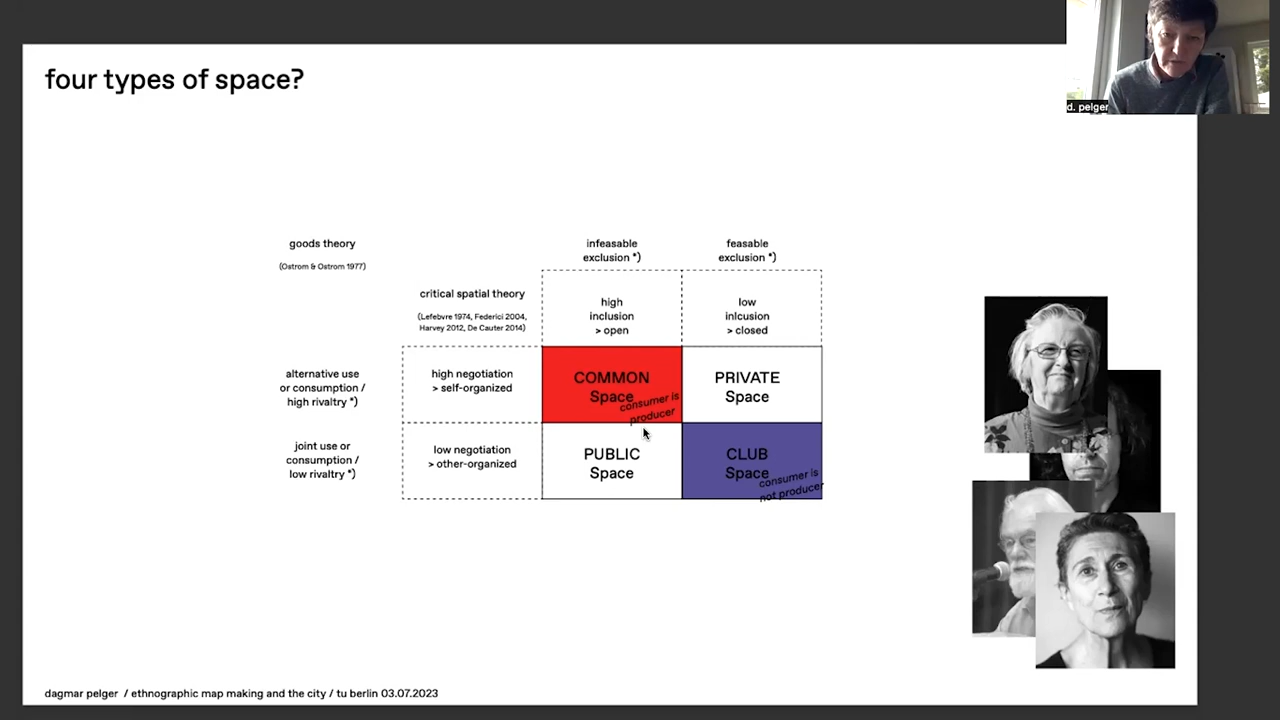 four types of space?
d. pelger
goods theory
(Ostrom & Ostrom 1977)
infeasable
exclusion *)
feasable
exclusion *)
critical spatial theory
(Lefebvre 1974, Federici 2004,
Harvey 2012, De Cauter 2014)
high
inclusion
> open
low
inlcusion
> closed
alternative use
or consumption /
high rivaltry *)
high negotiation
> self-organized
COMMON
Space
consumer is
producer
PRIVATE
Space
joint use or
consumption /
low rivaltry *)
low negotiation
> other-organized
PUBLIC
Space
CLUB
Space
consumer is
not producer
dagmar pelger / ethnographic map making and the city / tu berlin 03.07.2023